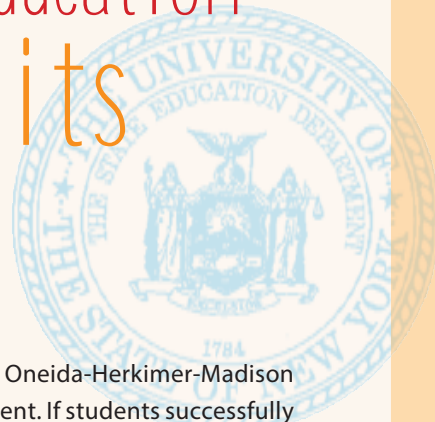 ducation
its
THE UNIVERSITY OF THE STATE OF NEW YORK
THE STATE EDUCATION DEPARTMENT
EXCELSIOR
1784
Oneida-Herkimer-Madison
ent. If students successfully